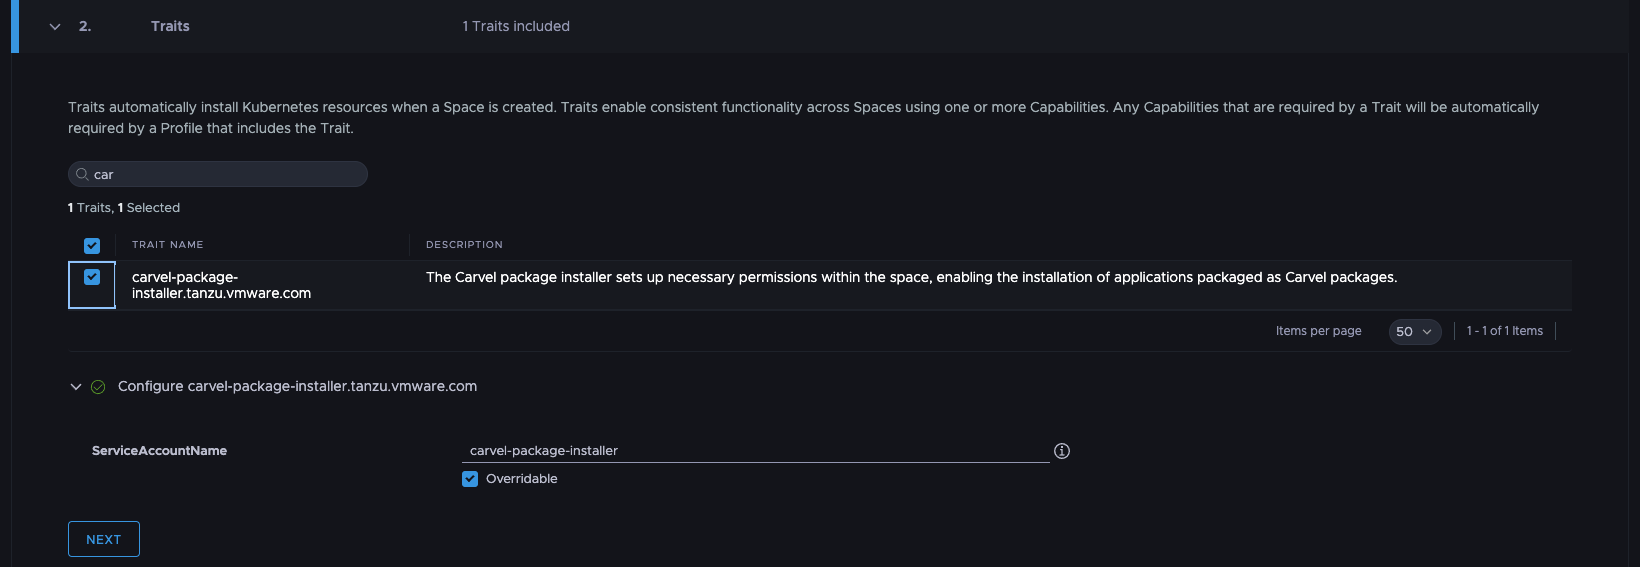 2. Traits 1 Traits included
Traits automatically install Kubernetes resources when a Space is created. Traits enable consistent functionality across Spaces using one or more Capabilities. Any Capabilities that are required by a Trait will be automatically
required by a Profile that includes the Trait.
car
1 Traits, 1 Selected
TRAIT NAME DESCRIPTION
carvel-package- The Carvel package installer sets up necessary permissions within the space, enabling the installation of applications packaged as Carvel packages.
installer.tanzu.vmware.com
Items per page 50 1 - 1 of 1 Items
Configure carvel-package-installer.tanzu.vmware.com
ServiceAccountName carvel-package-installer
Overridable
NEXT